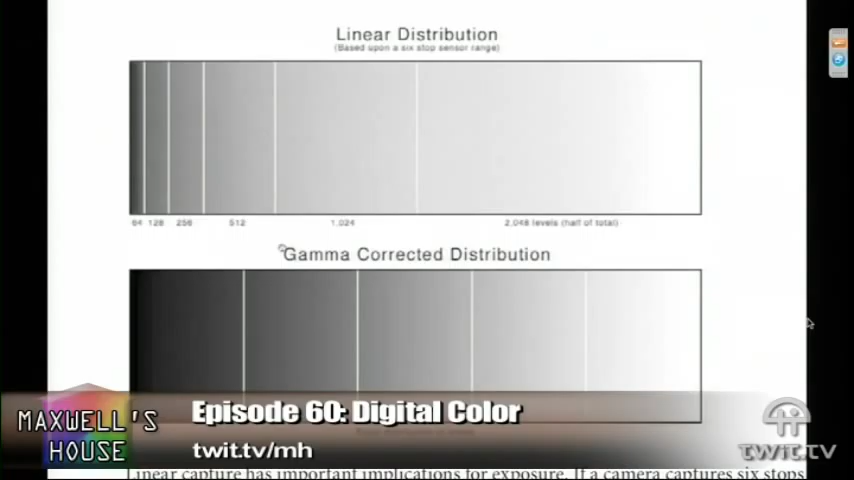 Linear Distribution
(Based upon a six stop sensor range)
64 128 256 512 1,024 2,048 levels (half of total)
Gamma Corrected Distribution
MAXWELL'S
HOUSE
Episode 60: Digital Color
twit.tv/mh
TWiT.TV
Linear capture has important implications for exposure. If a camera captures six stops